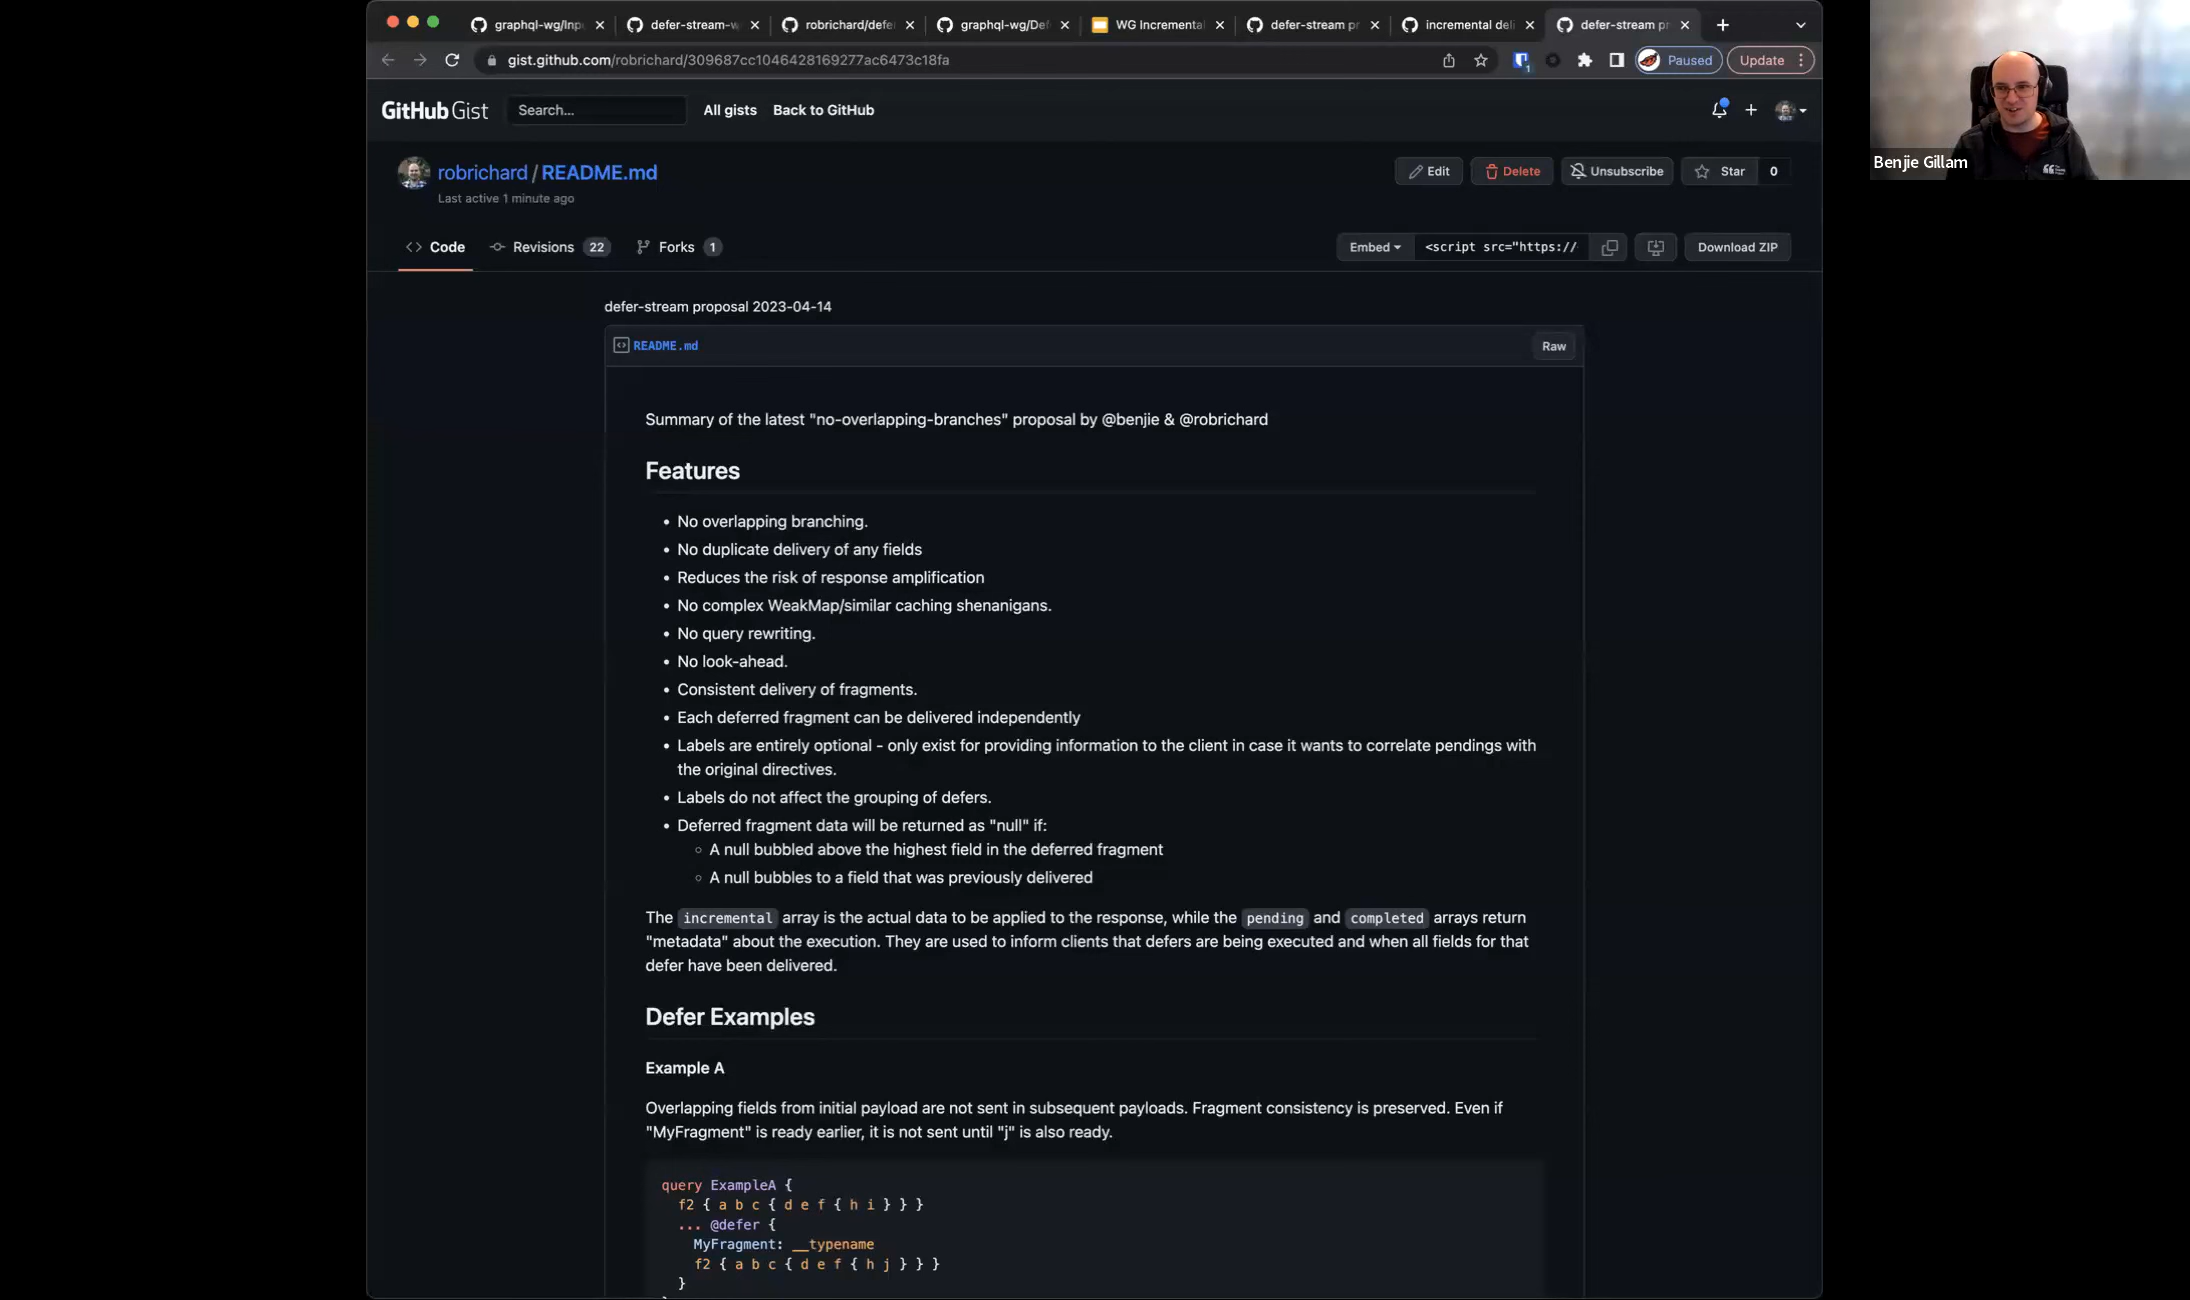 graphql-wg/Inp
defer-stream-w
robrichard/defe
graphql-wg/Def
WG Incremental
defer-stream pr
incremental deli
defer-stream pr
gist.github.com/robrichard/309687cc1046428169277ac6473c18fa
1
Paused
Update
GitHub Gist
Search...
All gists
Back to GitHub
robrichard / README.md
Last active 1 minute ago
Edit
Delete
Unsubscribe
Star
0
Code
Revisions 22
Forks 1
Embed
<script src="https://
Download ZIP
defer-stream proposal 2023-04-14
README.md
Raw
Summary of the latest "no-overlapping-branches" proposal by @benjie & @robrichard
Features
• No overlapping branching.
• No duplicate delivery of any fields
• Reduces the risk of response amplification
• No complex WeakMap/similar caching shenanigans.
• No query rewriting.
• No look-ahead.
• Consistent delivery of fragments.
• Each deferred fragment can be delivered independently
• Labels are entirely optional - only exist for providing information to the client in case it wants to correlate pendings with
the original directives.
• Labels do not affect the grouping of defers.
• Deferred fragment data will be returned as "null" if:
◦ A null bubbled above the highest field in the deferred fragment
◦ A null bubbles to a field that was previously delivered
The incremental array is the actual data to be applied to the response, while the pending and completed arrays return
"metadata" about the execution. They are used to inform clients that defers are being executed and when all fields for that
defer have been delivered.
Defer Examples
Example A
Overlapping fields from initial payload are not sent in subsequent payloads. Fragment consistency is preserved. Even if
"MyFragment" is ready earlier, it is not sent until "j" is also ready.
query ExampleA {
f2 { a b c { d e f { h i } } }
... @defer {
MyFragment: __typename
f2 { a b c { d e f { h j } } }
}
Benjie Gillam